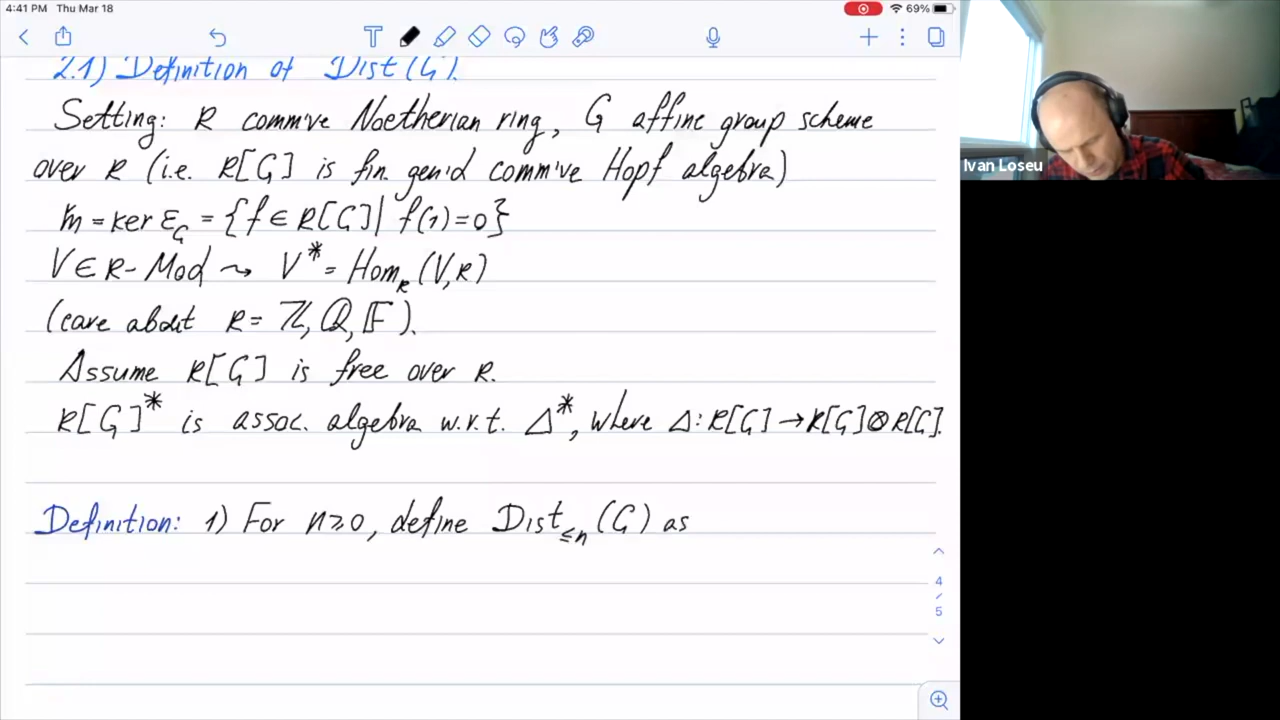 4:41 PM Thu Mar 18
69%
2.1) Definition of Dist(G).
Setting: R comm've Noetherian ring, G affine group scheme
over R (i.e. R[G] is fin. gen'd comm've Hopf algebra)
m = ker ε_G = {f ∈ R[G] | f(1)=0}
V ∈ R-Mod ⇝ V* = Hom_R(V,R)
(care about R = ℤ, ℚ, 𝔽).
Assume R[G] is free over R.
R[G]* is assoc. algebra w.r.t. Δ*, where Δ: R[G] → R[G]⊗R[G].
Definition: 1) For n≥0, define Dist_≤n (G) as
4
/
5
Ivan Loseu